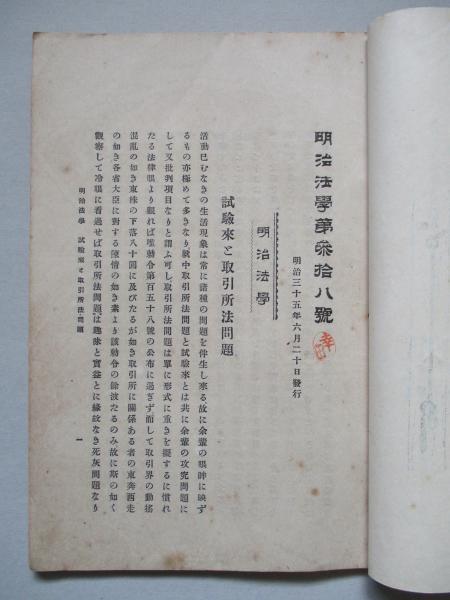 明治法學第參拾八號
明治三十五年六月二十日發行
明治法學
試驗來と取引所法問題
活動已むなきの生活現象は常に諸種の問題を伴生し來る故に余輩の眼眸に映ず
るもの亦極めて多きなり就中取引所法問題と試驗來とは共に余輩の攻究問題に
して又批判項目なりと謂ふ可し取引所法問題は單に形式に重きを擬するに慣れ
たる法律眼より觀れば唯勅令第百五十八號の公布に過ぎず而して取引界の動搖
混亂の如き東株の下落八十圓に及びたるが如き取引所に關係ある者の東奔西走
の如き各省大臣に對する陳情の如き素より該勅令の餘波たるのみ故に斯の如く
觀察して冷眼に看過せば取引所法問題は趣味と實益とに緣故なき死灰問題なり
明治法學 試驗來と取引所法問題
一